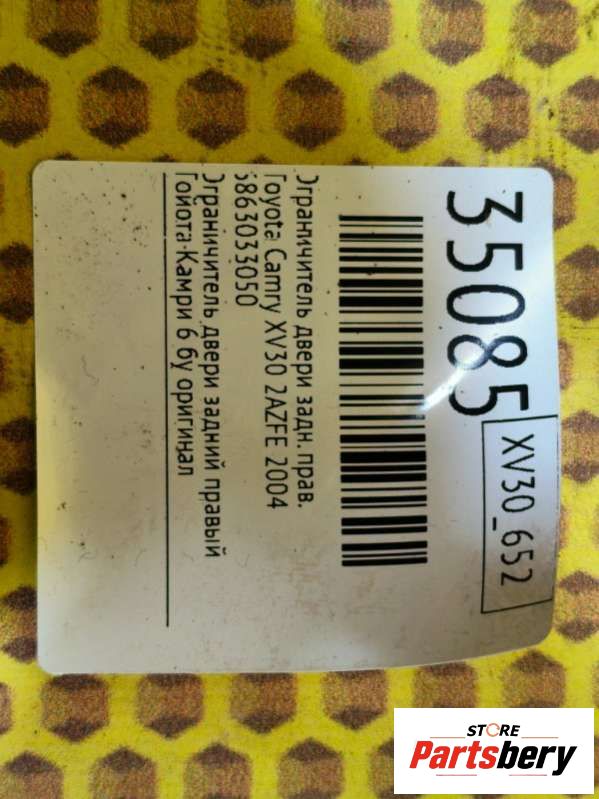 35085
XV30_652
Ограничитель двери задн. прав.
Toyota Camry XV30 2AZFE 2004
6863033050
Ограничитель двери задний правый
Тойота Камри 6 бу оригинал
STORE
Partsbery